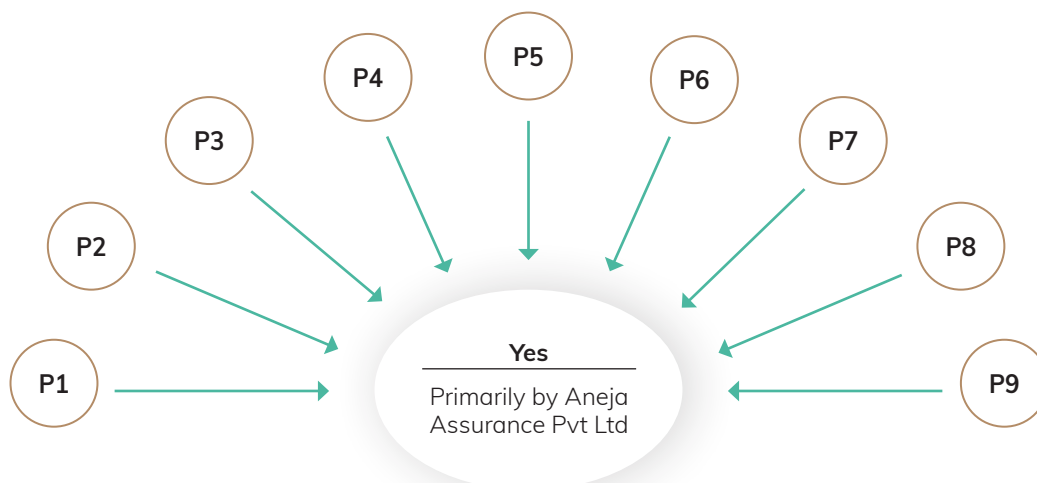 P1
P2
P3
P4
P5
P6
P7
P8
P9
Yes
Primarily by Aneja
Assurance Pvt Ltd